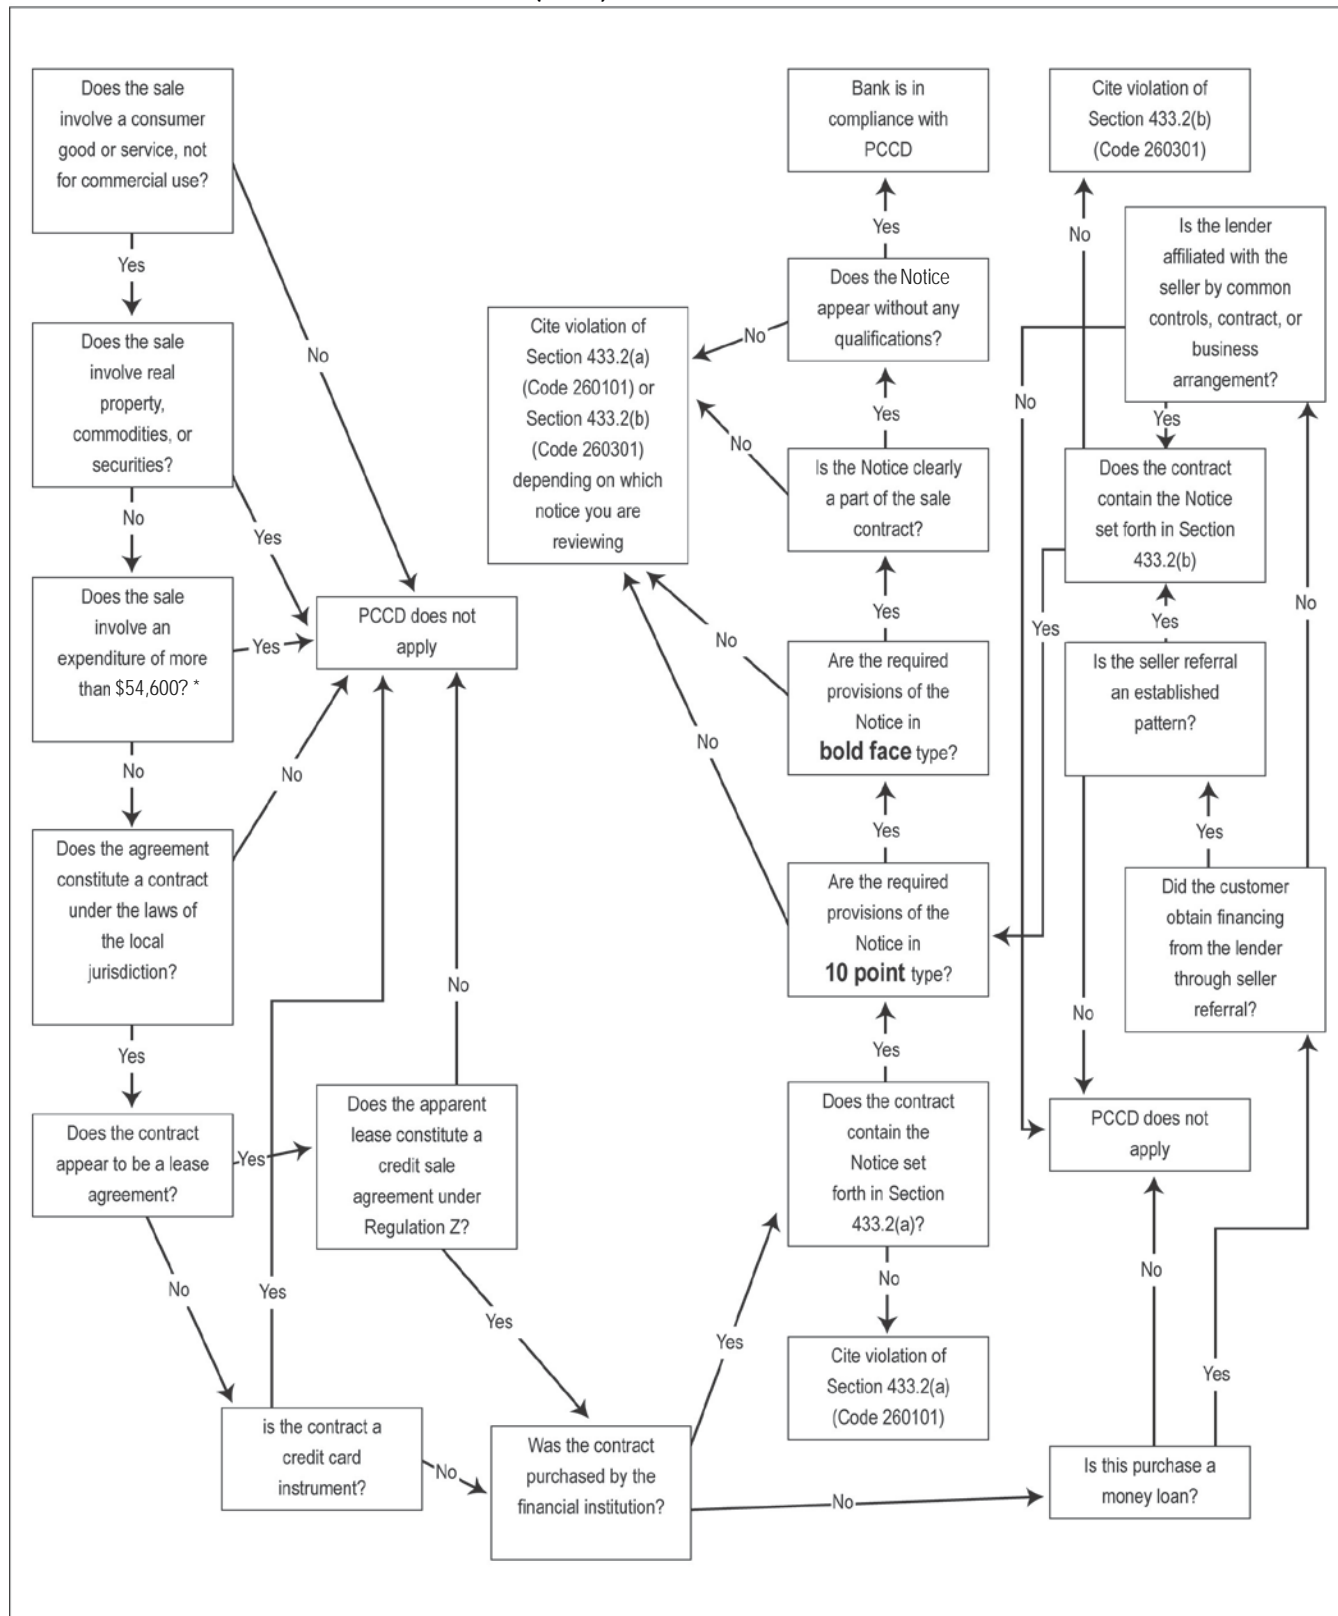 Does the sale
involve a consumer
good or service, not
for commercial use?
Yes
No
Does the sale
involve real
property,
commodities, or
securities?
No
Yes
Does the sale
involve an
expenditure of more
than $54,600? *
Yes
No
PCCD does not
apply
Does the agreement
constitute a contract
under the laws of
the local
jurisdiction?
No
Yes
Does the contract
appear to be a lease
agreement?
Yes
No
Does the apparent
lease constitute a
credit sale
agreement under
Regulation Z?
No
Yes
is the contract a
credit card
instrument?
Yes
No
Was the contract
purchased by the
financial institution?
Yes
No
Cite violation of
Section 433.2(a)
(Code 260101) or
Section 433.2(b)
(Code 260301)
depending on which
notice you are
reviewing
Bank is in
compliance with
PCCD
Yes
Does the Notice
appear without any
qualifications?
No
Yes
Is the Notice clearly
a part of the sale
contract?
No
Yes
Are the required
provisions of the
Notice in
bold face type?
No
Yes
Are the required
provisions of the
Notice in
10 point type?
No
Yes
Does the contract
contain the
Notice set
forth in Section
433.2(a)?
No
Cite violation of
Section 433.2(a)
(Code 260101)
Cite violation of
Section 433.2(b)
(Code 260301)
No
Is the lender
affiliated with the
seller by common
controls, contract, or
business
arrangement?
No
Yes
Does the contract
contain the Notice
set forth in Section
433.2(b)
Yes
Yes
No
Is the seller referral
an established
pattern?
Yes
No
Did the customer
obtain financing
from the lender
through seller
referral?
PCCD does not
apply
No
Yes
Is this purchase a
money loan?